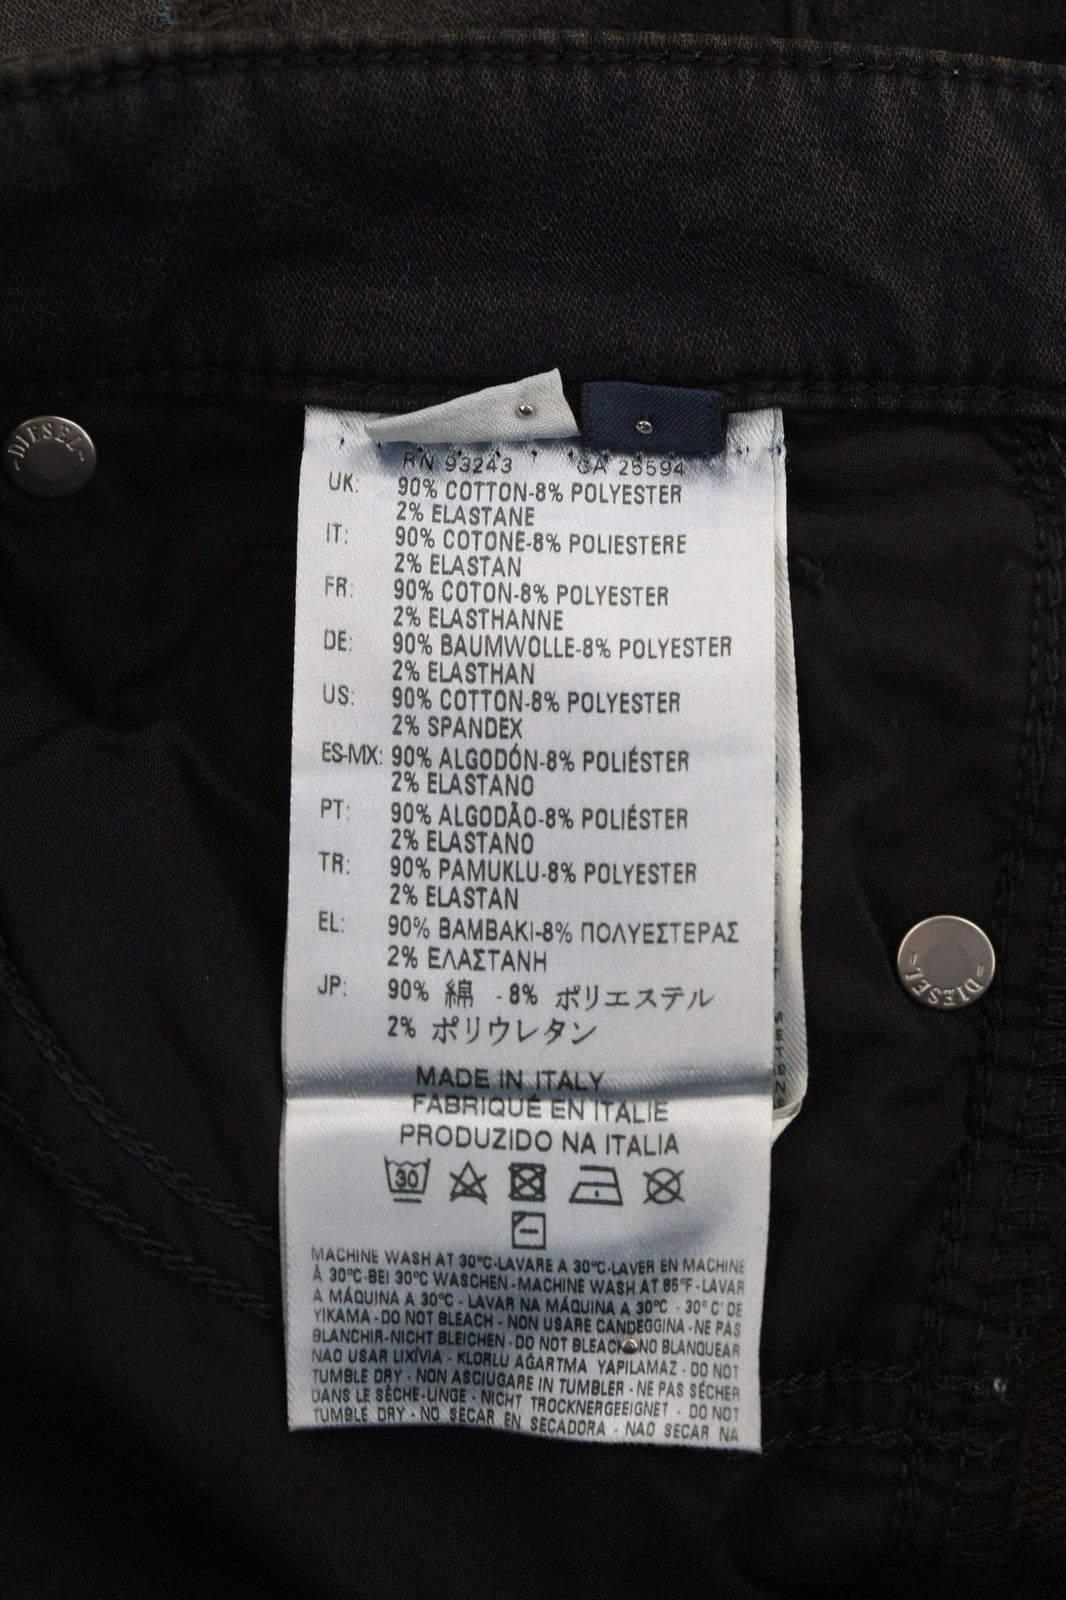 DIESEL
RN 93243 CA 25594
UK: 90% COTTON-8% POLYESTER
2% ELASTANE
IT: 90% COTONE-8% POLIESTERE
2% ELASTAN
FR: 90% COTON-8% POLYESTER
2% ELASTHANNE
DE: 90% BAUMWOLLE-8% POLYESTER
2% ELASTHAN
US: 90% COTTON-8% POLYESTER
2% SPANDEX
ES-MX: 90% ALGODÓN-8% POLIÉSTER
2% ELASTANO
PT: 90% ALGODÃO-8% POLIÉSTER
2% ELASTANO
TR: 90% PAMUKLU-8% POLYESTER
2% ELASTAN
EL: 90% ΒΑΜΒΑΚΙ-8% ΠΟΛΥΕΣΤΕΡΑΣ
2% ΕΛΑΣΤΑΝΗ
JP: 90% 綿 - 8% ポリエステル
2% ポリウレタン
DIESEL
MADE IN ITALY
FABRIQUÉ EN ITALIE
PRODUZIDO NA ITALIA
30
MACHINE WASH AT 30°C-LAVARE A 30°C-LAVER EN MACHINE
À 30°C-BEI 30°C WASCHEN-MACHINE WASH AT 85°F-LAVAR
A MÁQUINA A 30°C - LAVAR NA MÁQUINA A 30°C - 30° C' DE
YIKAMA - DO NOT BLEACH - NON USARE CANDEGGINA - NE PAS
BLANCHIR-NICHT BLEICHEN - DO NOT BLEACH NO BLANQUEAR
NAO USAR LIXÍVIA - KLORLU AĞARTMA YAPILAMAZ - DO NOT
TUMBLE DRY - NON ASCIUGARE IN TUMBLER - NE PAS SÉCHER
DANS LE SÈCHE-LINGE - NICHT TROCKNERGEEIGNET - DO NOT
TUMBLE DRY - NO SECAR EN SECADORA - NAO SECAR NA